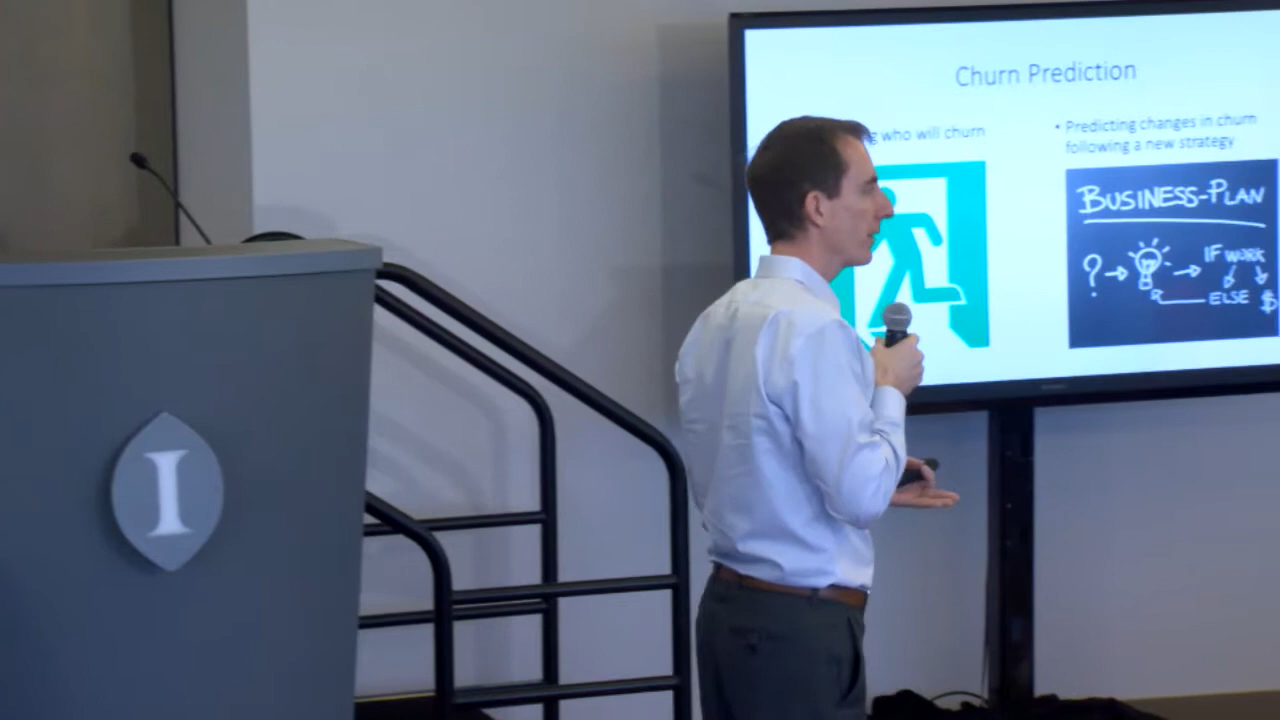 Churn Prediction
who will churn
• Predicting changes in churn
following a new strategy
BUSINESS-PLAN
? → → IF WORK
ELSE $
I